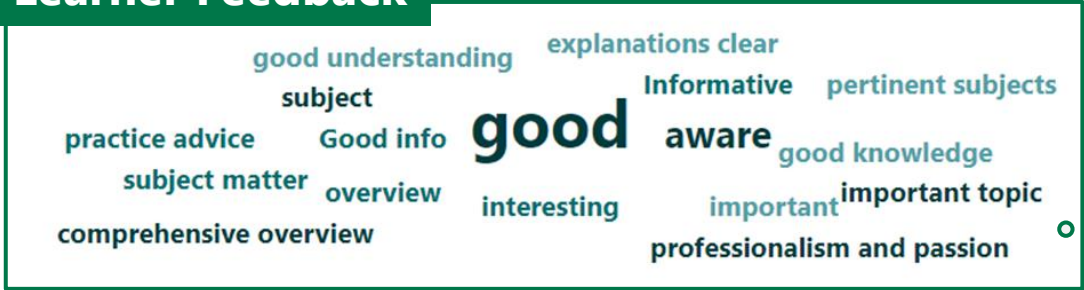 Learner Feedback
explanations clear
good understanding
Informative
pertinent subjects
subject
good
aware
practice advice
Good info
good knowledge
subject matter
overview
important topic
interesting
important
comprehensive overview
professionalism and passion